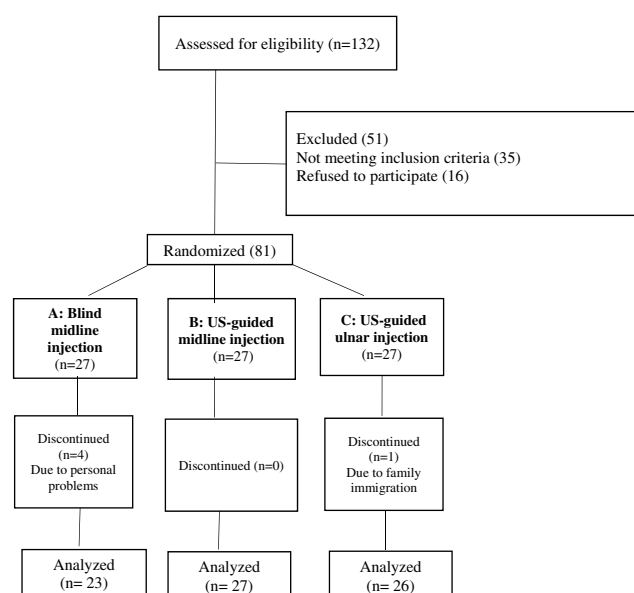 Assessed for eligibility (n=132)
Excluded (51)
Not meeting inclusion criteria (35)
Refused to participate (16)
Randomized (81)
A: Blind
midline
injection
(n=27)
B: US-guided
midline injection
(n=27)
C: US-guided
ulnar injection
(n=27)
Discontinued
(n=4)
Due to personal
problems
Discontinued (n=0)
Discontinued
(n=1)
Due to family
immigration
Analyzed
(n= 23)
Analyzed
(n= 27)
Analyzed
(n= 26)